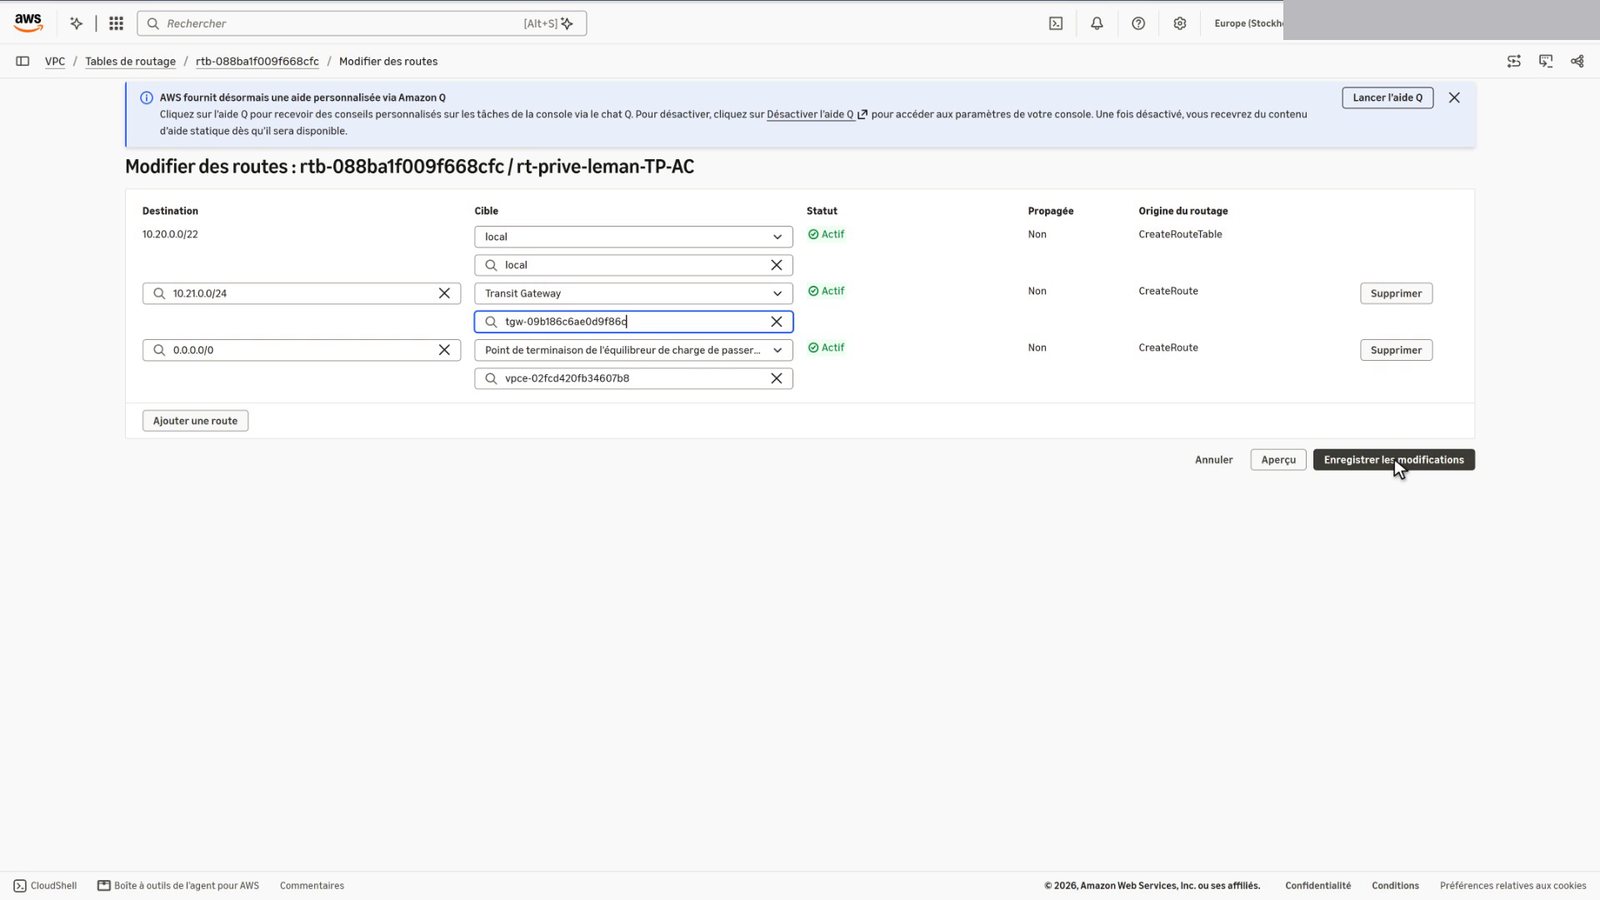 aws
Rechercher [Alt+S]
Europe (Stockh
VPC / Tables de routage / rtb-088ba1f009f668cfc / Modifier des routes
AWS fournit désormais une aide personnalisée via Amazon Q
Lancer l'aide Q
Cliquez sur l'aide Q pour recevoir des conseils personnalisés sur les tâches de la console via le chat Q. Pour désactiver, cliquez sur Désactiver l'aide Q pour accéder aux paramètres de votre console. Une fois désactivé, vous recevrez du contenu
d'aide statique dès qu'il sera disponible.
Modifier des routes : rtb-088ba1f009f668cfc / rt-prive-leman-TP-AC
Destination Cible Statut Propagée Origine du routage
10.20.0.0/22 local Actif Non CreateRouteTable
local
10.21.0.0/24 Transit Gateway Actif Non CreateRoute Supprimer
tgw-09b186c6ae0d9f86c
0.0.0.0/0 Point de terminaison de l'équilibreur de charge de passer... Actif Non CreateRoute Supprimer
vpce-02fcd420fb34607b8
Ajouter une route
Annuler Aperçu Enregistrer les modifications
CloudShell Boîte à outils de l'agent pour AWS Commentaires © 2026, Amazon Web Services, Inc. ou ses affiliés. Confidentialité Conditions Préférences relatives aux cookies